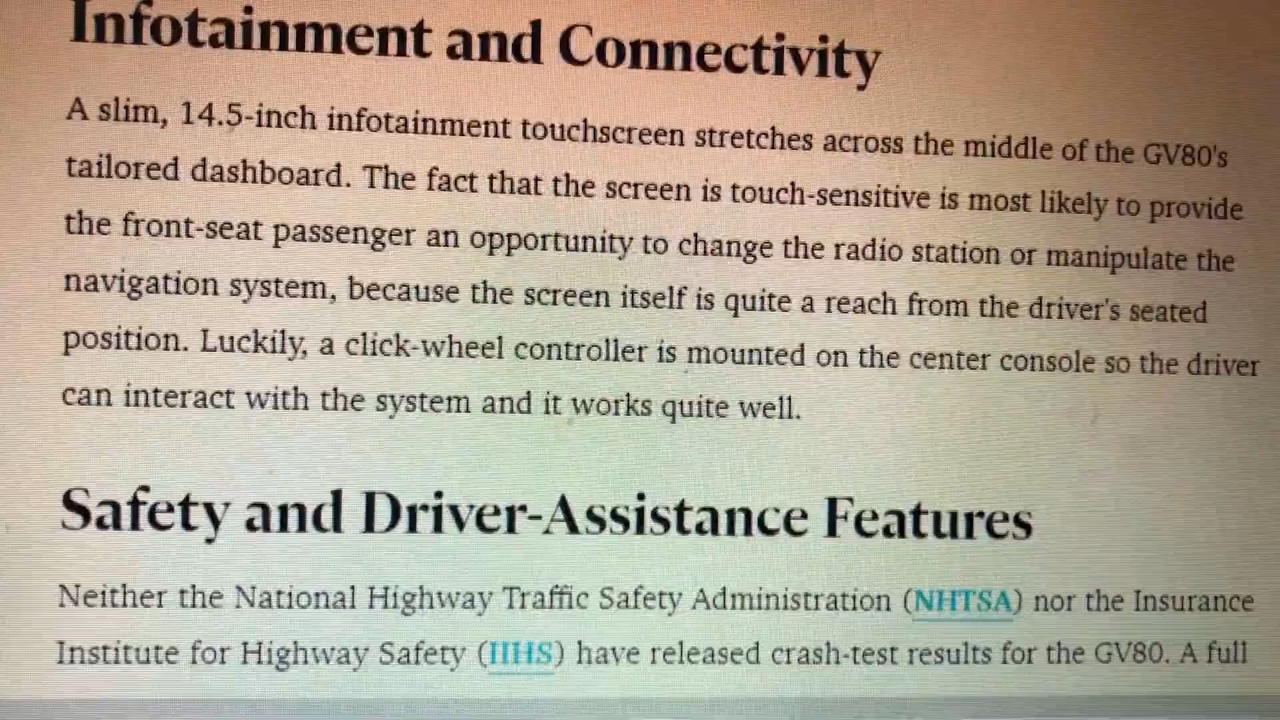 Infotainment and Connectivity
A slim, 14.5-inch infotainment touchscreen stretches across the middle of the GV80's
tailored dashboard. The fact that the screen is touch-sensitive is most likely to provide
the front-seat passenger an opportunity to change the radio station or manipulate the
navigation system, because the screen itself is quite a reach from the driver's seated
position. Luckily, a click-wheel controller is mounted on the center console so the driver
can interact with the system and it works quite well.
Safety and Driver-Assistance Features
Neither the National Highway Traffic Safety Administration (NHTSA) nor the Insurance
Institute for Highway Safety (IIHS) have released crash-test results for the GV80. A full